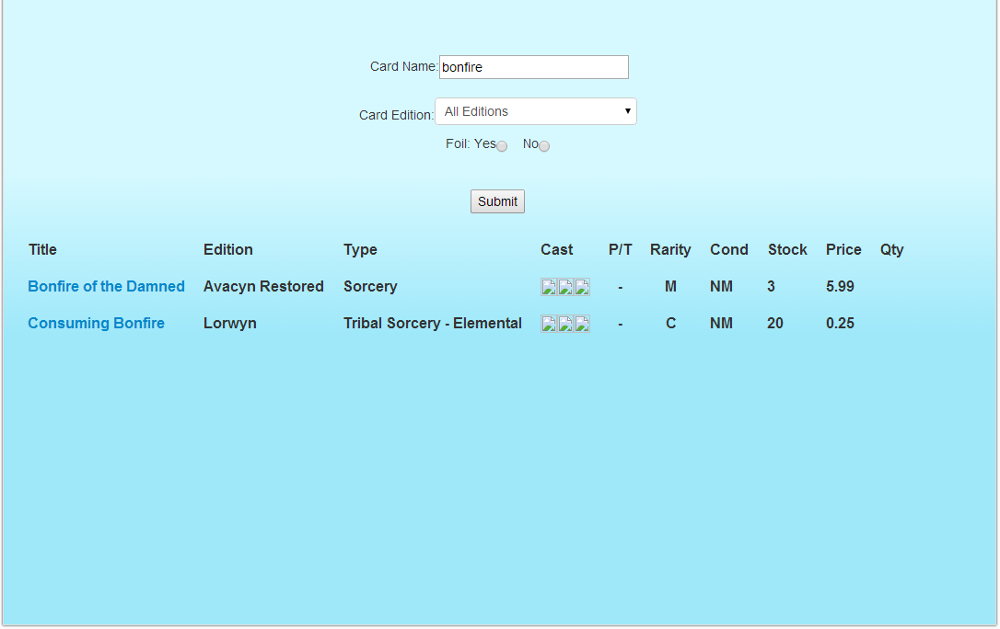 Card Name: bonfire
Card Edition: All Editions
Foil: Yes No
Submit
Title Edition Type Cast P/T Rarity Cond Stock Price Qty
Bonfire of the Damned Avacyn Restored Sorcery - M NM 3 5.99
Consuming Bonfire Lorwyn Tribal Sorcery - Elemental - C NM 20 0.25